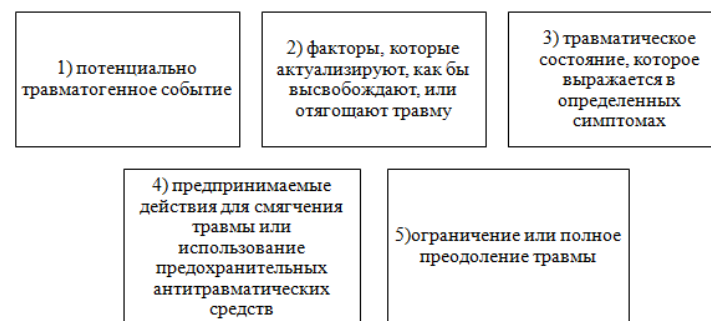 1) потенциально
травматогенное событие
2) факторы, которые
актуализируют, как бы
высвобождают, или
отягощают травму
3) травматическое
состояние, которое
выражается в
определенных
симптомах
4) предпринимаемые
действия для смягчения
травмы или
использование
предохранительных
антитравматических
средств
5)ограничение или полное
преодоление травмы